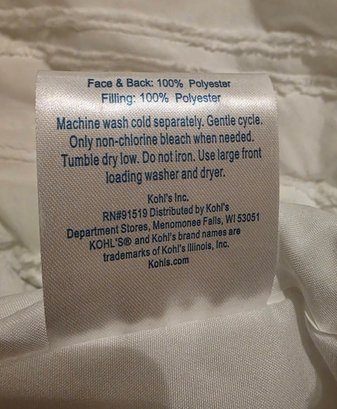 Face & Back: 100% Polyester
Filling: 100% Polyester
Machine wash cold separately. Gentle cycle.
Only non-chlorine bleach when needed.
Tumble dry low. Do not iron. Use large front
loading washer and dryer.
Kohl's Inc.
RN#91519 Distributed by Kohl's
Department Stores, Menomonee Falls, WI 53051
KOHL'S® and Kohl's brand names are
trademarks of Kohl's Illinois, Inc.
Kohls.com